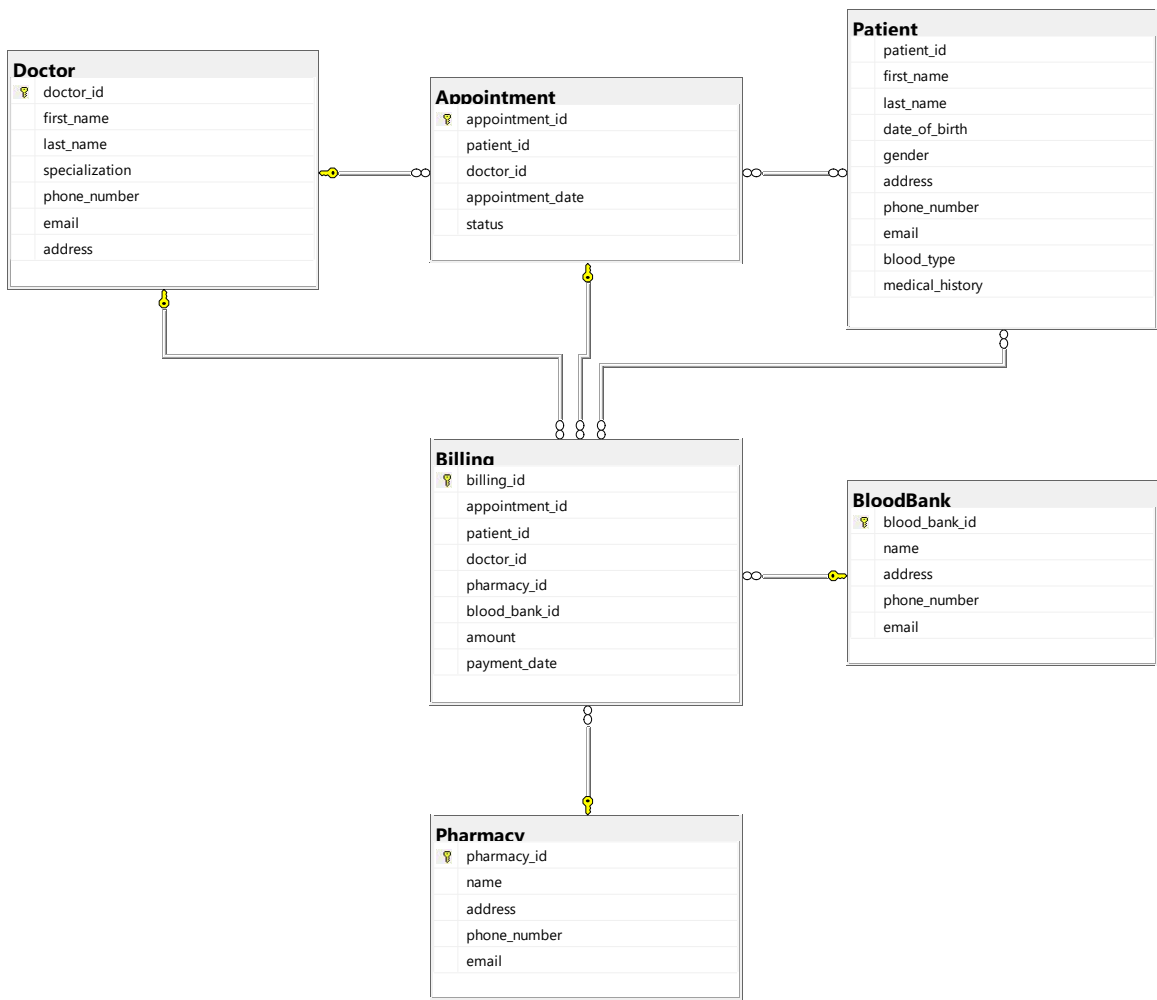 Doctor
doctor_id
first_name
last_name
specialization
phone_number
email
address
Appointment
appointment_id
patient_id
doctor_id
appointment_date
status
Patient
patient_id
first_name
last_name
date_of_birth
gender
address
phone_number
email
blood_type
medical_history
Billing
billing_id
appointment_id
patient_id
doctor_id
pharmacy_id
blood_bank_id
amount
payment_date
BloodBank
blood_bank_id
name
address
phone_number
email
Pharmacy
pharmacy_id
name
address
phone_number
email